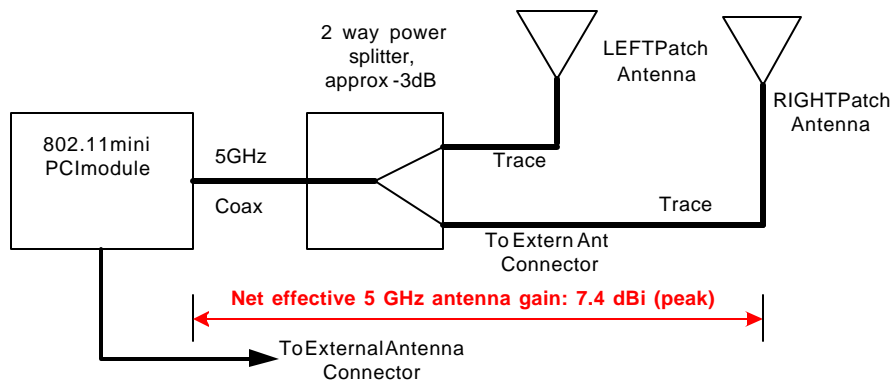 2 way power
splitter,
approx -3dB
LEFTPatch
Antenna
RIGHTPatch
Antenna
802.11mini
PCImodule
5GHz
Coax
Trace
Trace
To Extern Ant
Connector
Net effective 5 GHz antenna gain: 7.4 dBi (peak)
ToExternalAntenna
Connector